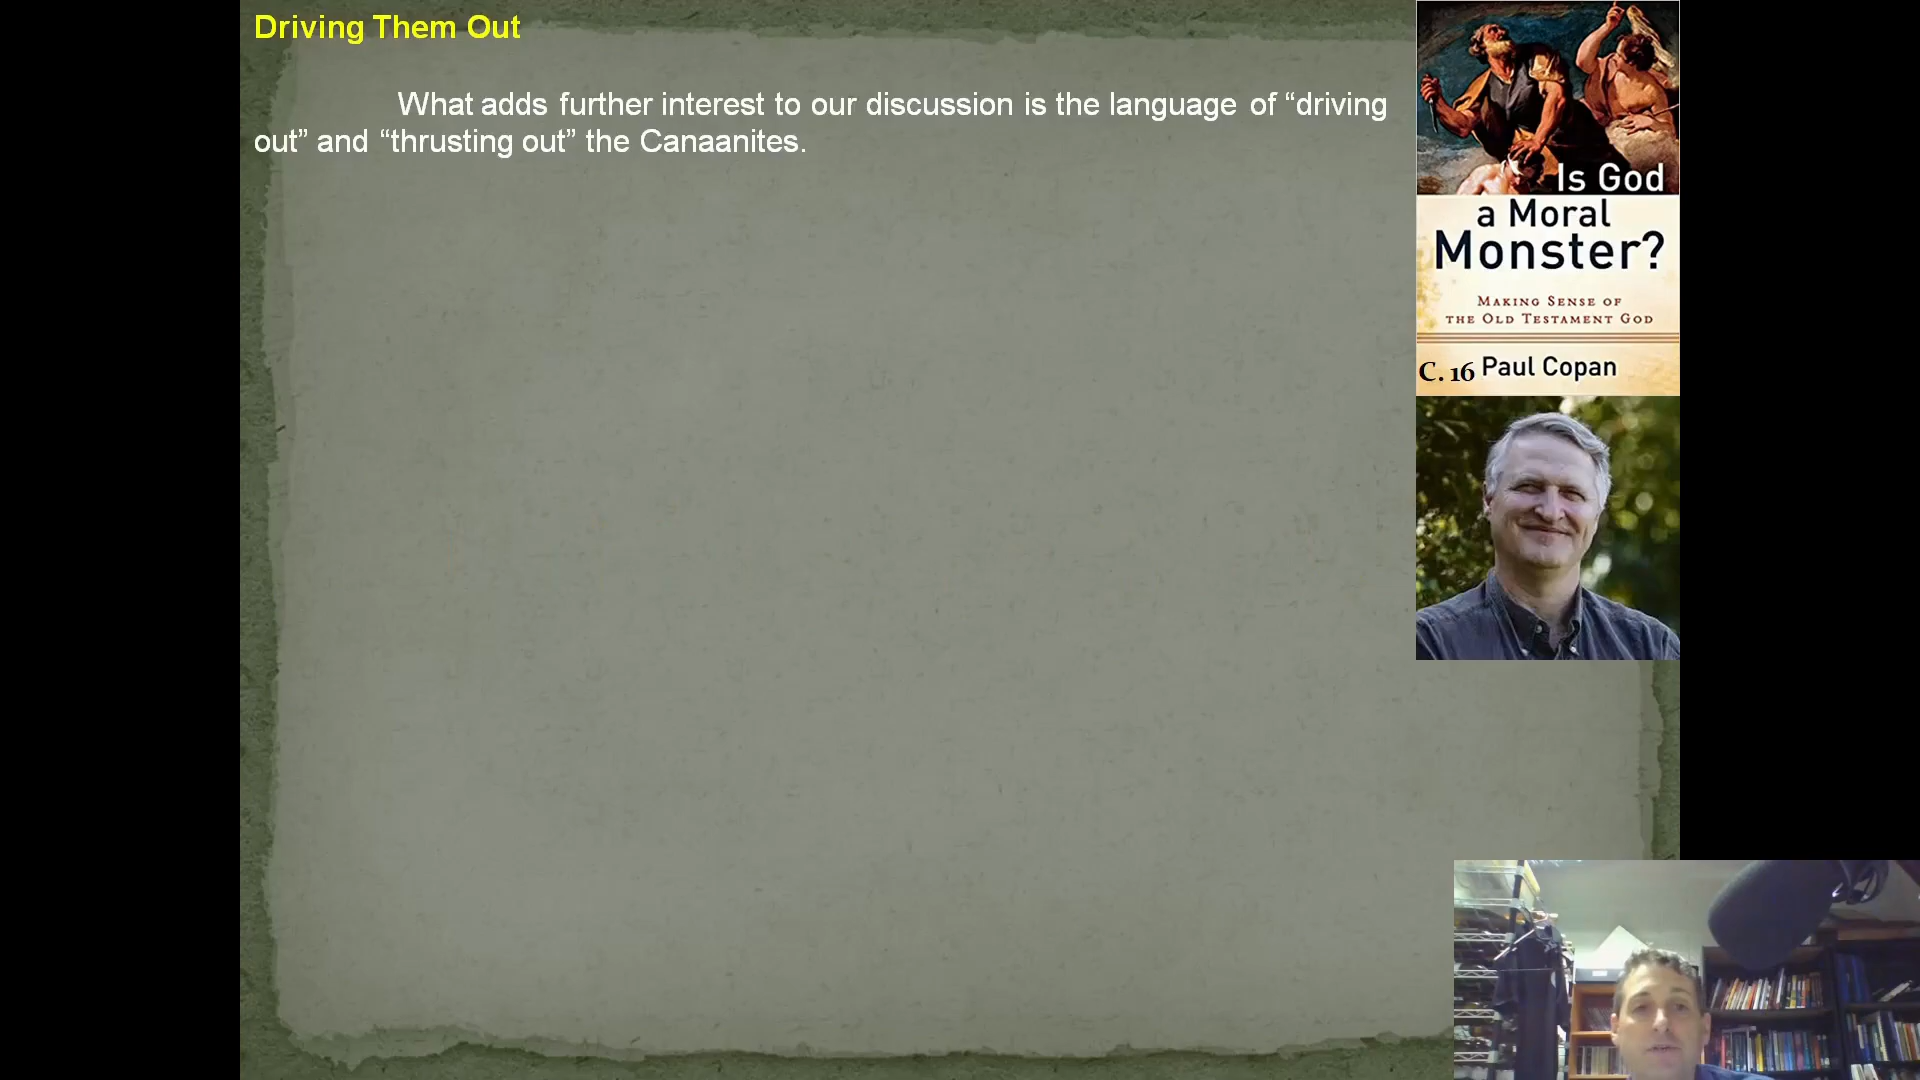 Driving Them Out
What adds further interest to our discussion is the language of “driving
out” and “thrusting out” the Canaanites.
Is God
a Moral
Monster?
MAKING SENSE OF
THE OLD TESTAMENT GOD
C. 16 Paul Copan